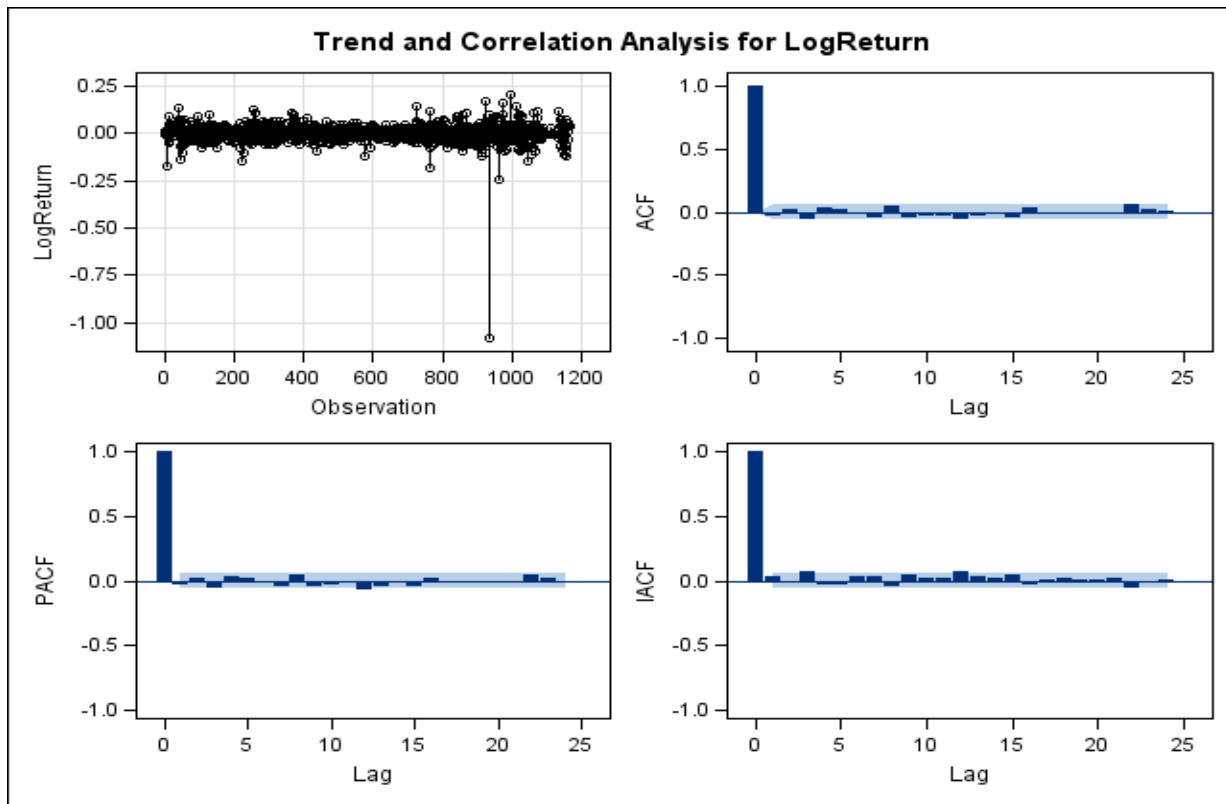 Trend and Correlation Analysis for LogReturn
0.25
0.00
-0.25
-0.50
-0.75
-1.00
LogReturn
0 200 400 600 800 1000 1200
Observation
1.0
0.5
0.0
-0.5
-1.0
ACF
0 5 10 15 20 25
Lag
1.0
0.5
0.0
-0.5
-1.0
PACF
0 5 10 15 20 25
Lag
1.0
0.5
0.0
-0.5
-1.0
IACF
0 5 10 15 20 25
Lag